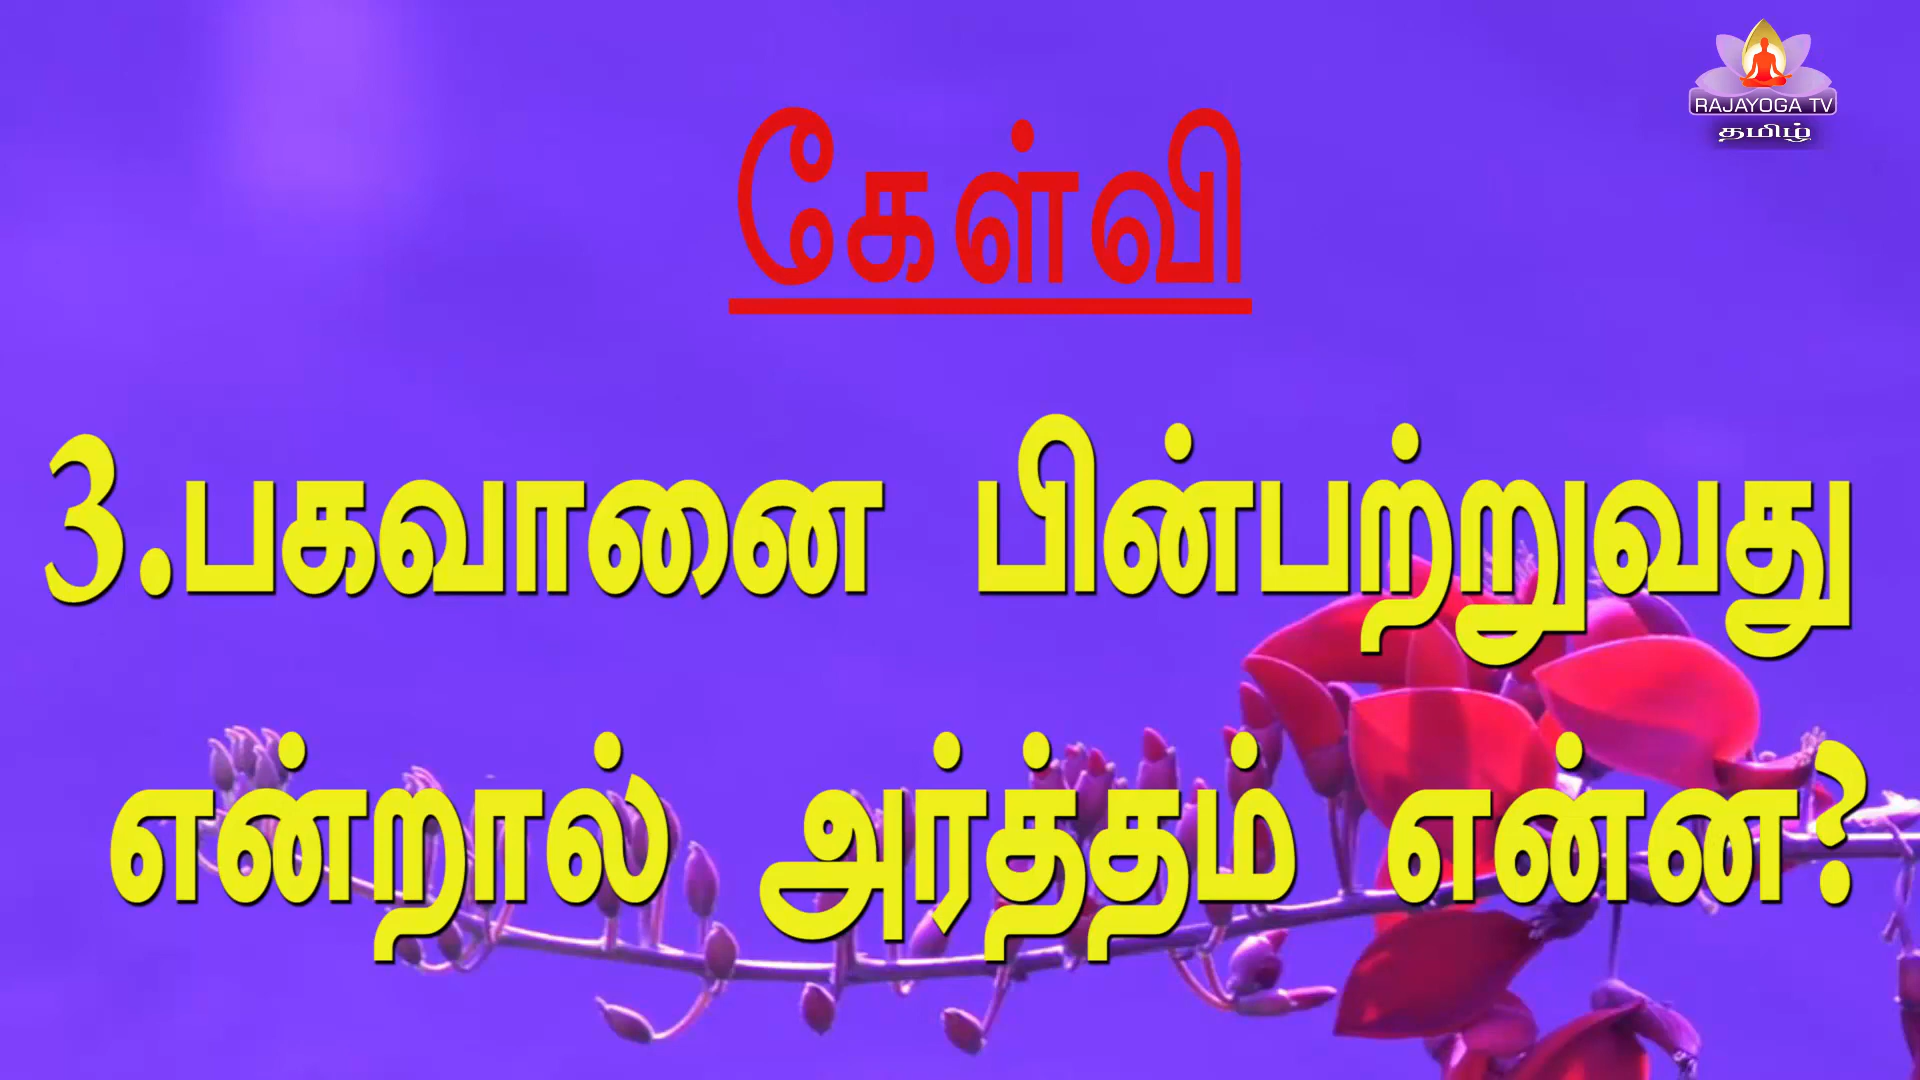 RAJAYOGA TV
தமிழ்
கேள்வி
3.பகவானை பின்பற்றுவது
என்றால் அர்த்தம் என்ன?